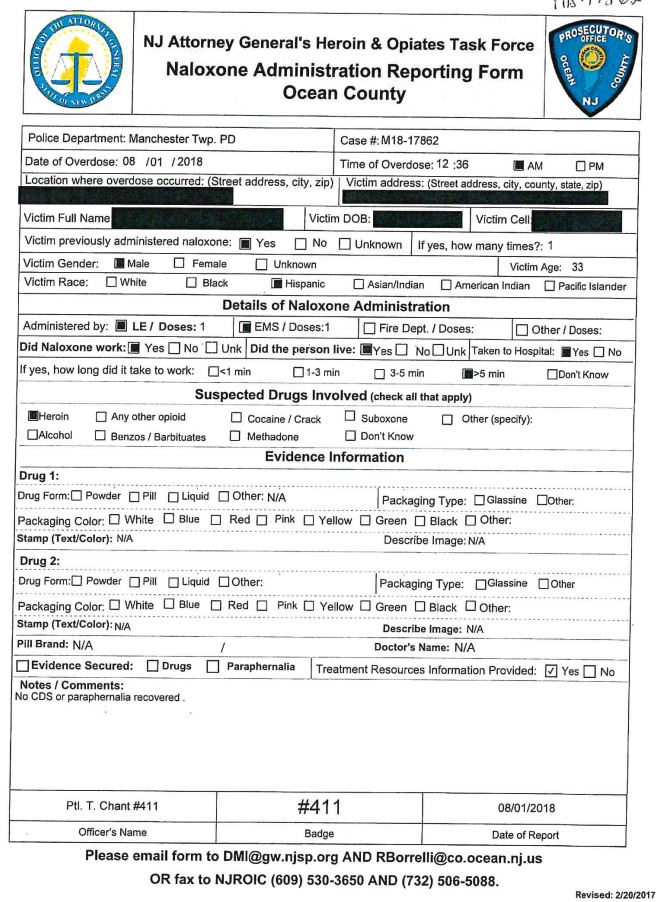 NJ Attorney General's Heroin & Opiates Task Force
Naloxone Administration Reporting Form
Ocean County
OFFICE OF THE ATTORNEY GENERAL
STATE OF NEW JERSEY
PROSECUTOR'S
OFFICE
OCEAN COUNTY
NJ
Police Department: Manchester Twp. PD Case #: M18-17862
Date of Overdose: 08 /01 / 2018 Time of Overdose: 12 :36 AM PM
Location where overdose occurred: (Street address, city, zip) Victim address: (Street address, city, county, state, zip)
Victim Full Name Victim DOB: Victim Cell:
Victim previously administered naloxone: Yes No Unknown If yes, how many times?: 1
Victim Gender: Male Female Unknown Victim Age: 33
Victim Race: White Black Hispanic Asian/Indian American Indian Pacific Islander
Details of Naloxone Administration
Administered by: LE / Doses: 1 EMS / Doses:1 Fire Dept. / Doses: Other / Doses:
Did Naloxone work: Yes No Unk Did the person live: Yes No Unk Taken to Hospital: Yes No
If yes, how long did it take to work: <1 min 1-3 min 3-5 min >5 min Don't Know
Suspected Drugs Involved (check all that apply)
Heroin Any other opioid Cocaine / Crack Suboxone Other (specify):
Alcohol Benzos / Barbituates Methadone Don't Know
Evidence Information
Drug 1:
Drug Form: Powder Pill Liquid Other: N/A Packaging Type: Glassine Other:
Packaging Color: White Blue Red Pink Yellow Green Black Other:
Stamp (Text/Color): N/A Describe Image: N/A
Drug 2:
Drug Form: Powder Pill Liquid Other: Packaging Type: Glassine Other
Packaging Color: White Blue Red Pink Yellow Green Black Other:
Stamp (Text/Color): N/A Describe Image: N/A
Pill Brand: N/A / Doctor's Name: N/A
Evidence Secured: Drugs Paraphernalia Treatment Resources Information Provided: Yes No
Notes / Comments:
No CDS or paraphernalia recovered .
Ptl. T. Chant #411 #411 08/01/2018
Officer's Name Badge Date of Report
Please email form to DMI@gw.njsp.org AND RBorrelli@co.ocean.nj.us
OR fax to NJROIC (609) 530-3650 AND (732) 506-5088.
Revised: 2/20/2017